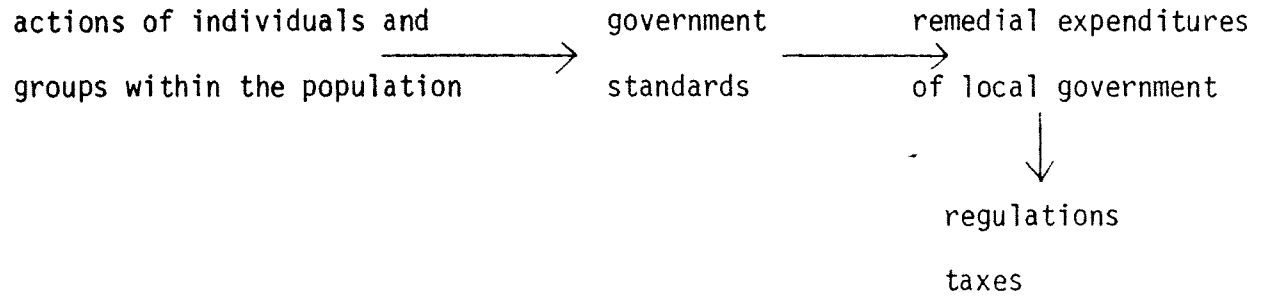 actions of individuals and government remedial expenditures
groups within the population standards of local government
regulations
taxes